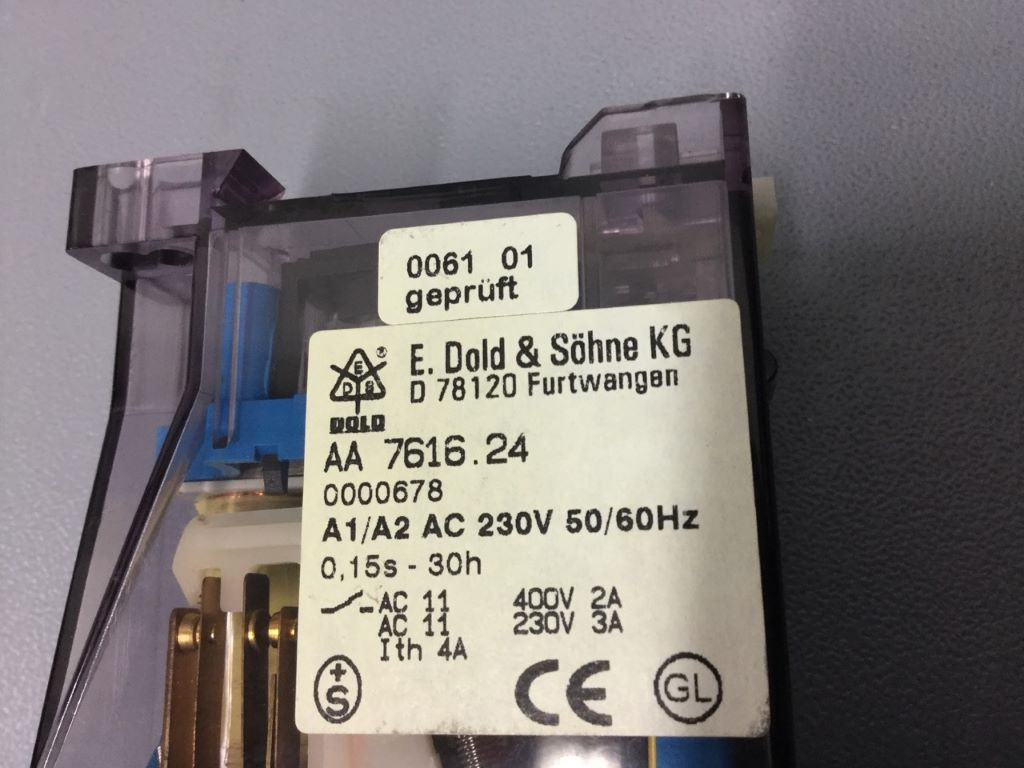 0061 01
geprüft
E. Dold & Söhne KG
D 78120 Furtwangen
E
D S
®
DOLD
AA 7616.24
0000678
A1/A2 AC 230V 50/60Hz
0,15s - 30h
AC 11 400V 2A
AC 11 230V 3A
Ith 4A
+
S
CE
GL